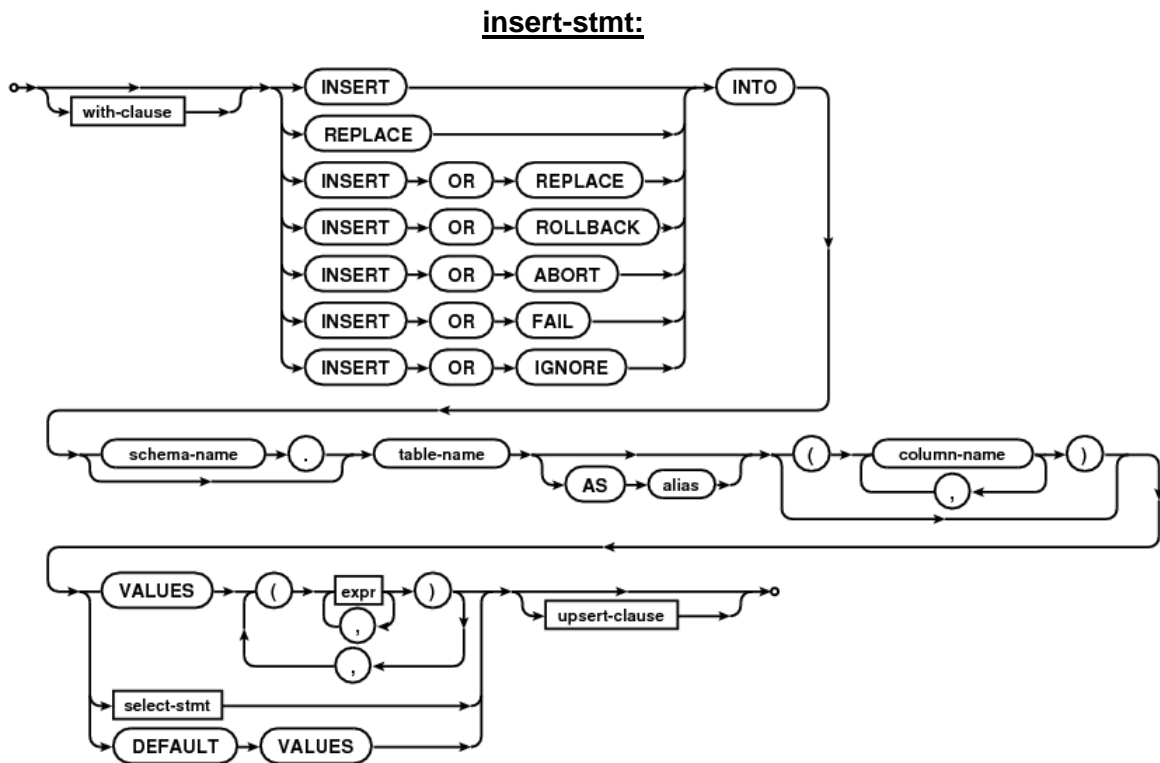 insert-stmt:
INSERT INTO
with-clause
REPLACE
INSERT OR REPLACE
INSERT OR ROLLBACK
INSERT OR ABORT
INSERT OR FAIL
INSERT OR IGNORE
schema-name . table-name ( column-name )
AS alias ,
VALUES ( expr )
, upsert-clause
,
select-stmt
DEFAULT VALUES